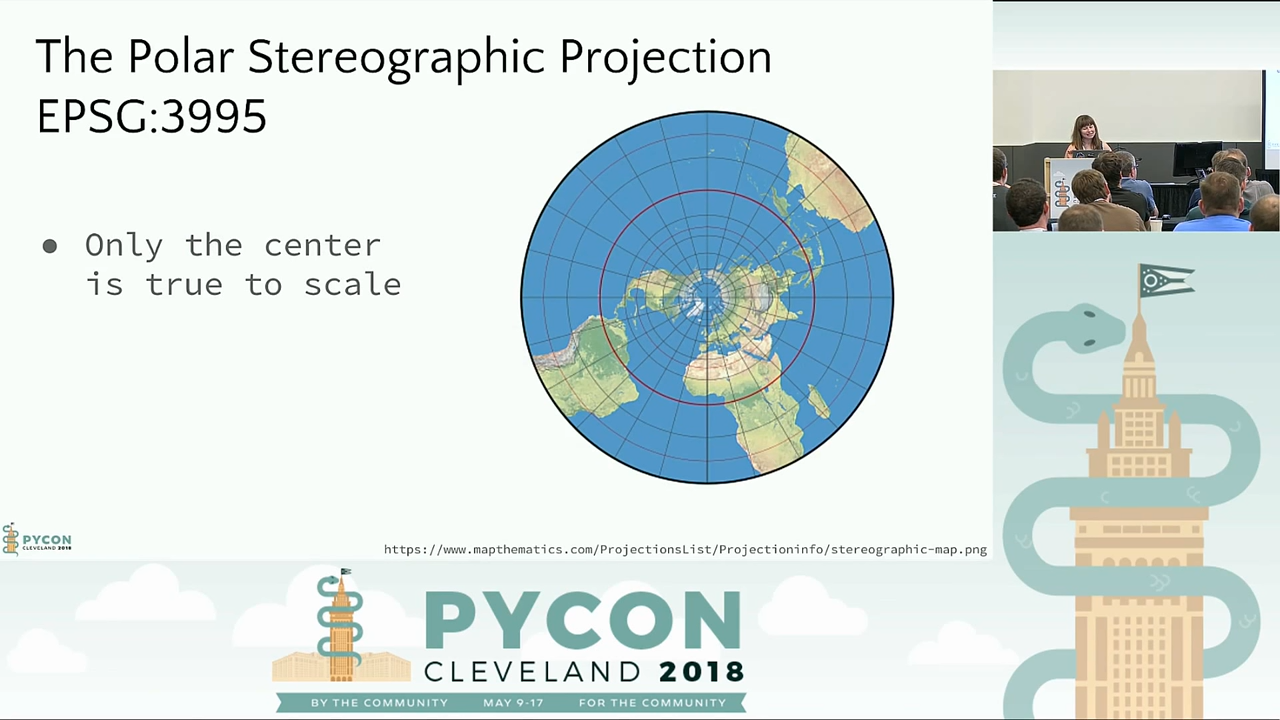 The Polar Stereographic Projection
EPSG:3995
● Only the center
is true to scale
PYCON
CLEVELAND 2018
https://www.mapthematics.com/ProjectionsList/Projectioninfo/stereographic-map.png
PYCON
CLEVELAND 2018
BY THE COMMUNITY MAY 9-17 FOR THE COMMUNITY